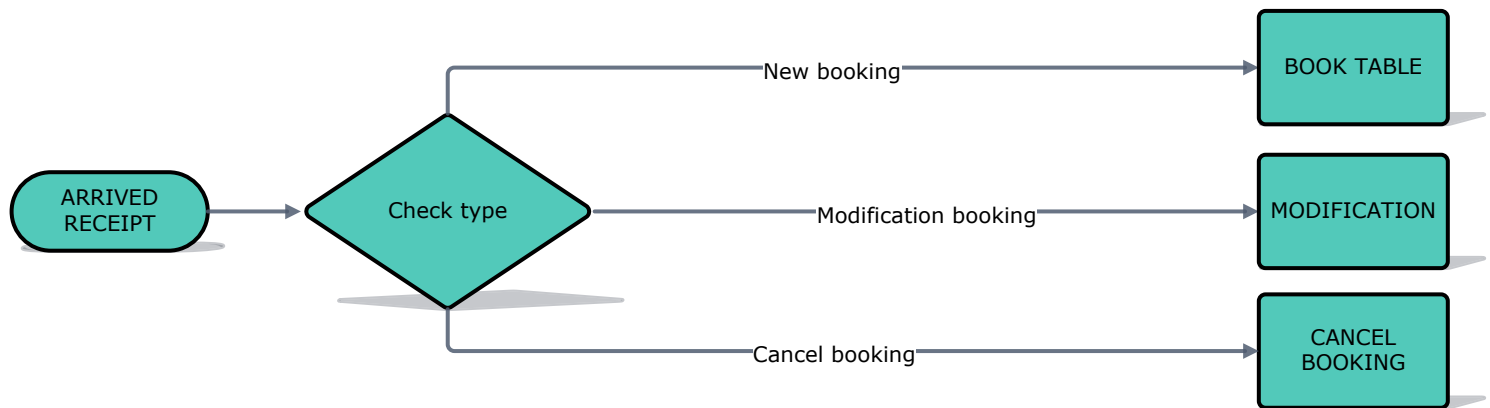 New booking
BOOK TABLE
ARRIVED
RECEIPT
Check type
Modification booking
MODIFICATION
Cancel booking
CANCEL
BOOKING